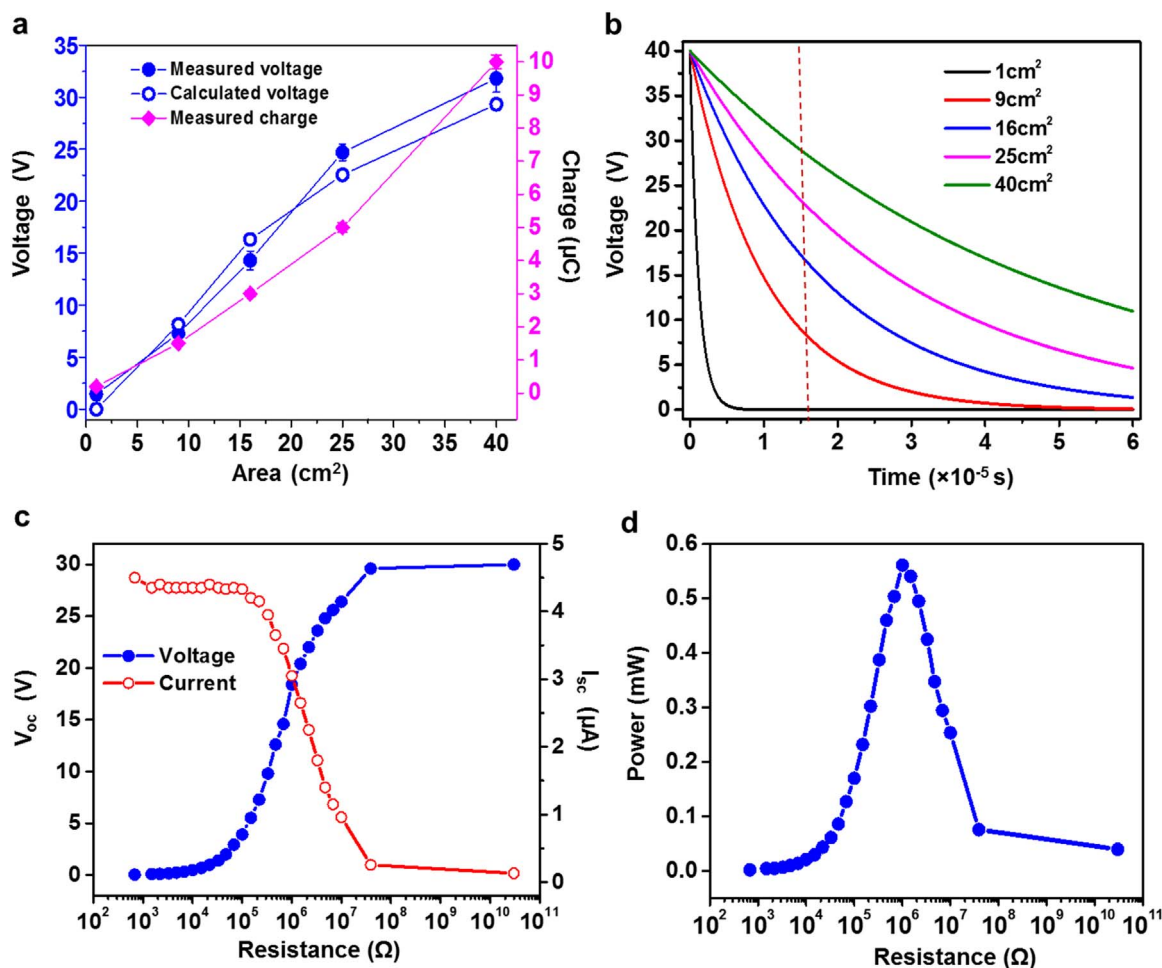 a
35
30
25
20
15
10
5
0
Voltage (V)
Measured voltage
Calculated voltage
Measured charge
10
9
8
7
6
5
4
3
2
1
0
Charge (μC)
0 5 10 15 20 25 30 35 40
Area (cm²)
b
40
35
30
25
20
15
10
5
0
Voltage (V)
1cm²
9cm²
16cm²
25cm²
40cm²
0 1 2 3 4 5 6
Time (×10⁻⁵ s)
c
30
25
20
15
10
5
0
Voc (V)
Voltage
Current
5
4
3
2
1
0
Isc (μA)
10² 10³ 10⁴ 10⁵ 10⁶ 10⁷ 10⁸ 10⁹ 10¹⁰ 10¹¹
Resistance (Ω)
d
0.6
0.5
0.4
0.3
0.2
0.1
0.0
Power (mW)
10² 10³ 10⁴ 10⁵ 10⁶ 10⁷ 10⁸ 10⁹ 10¹⁰ 10¹¹
Resistance (Ω)